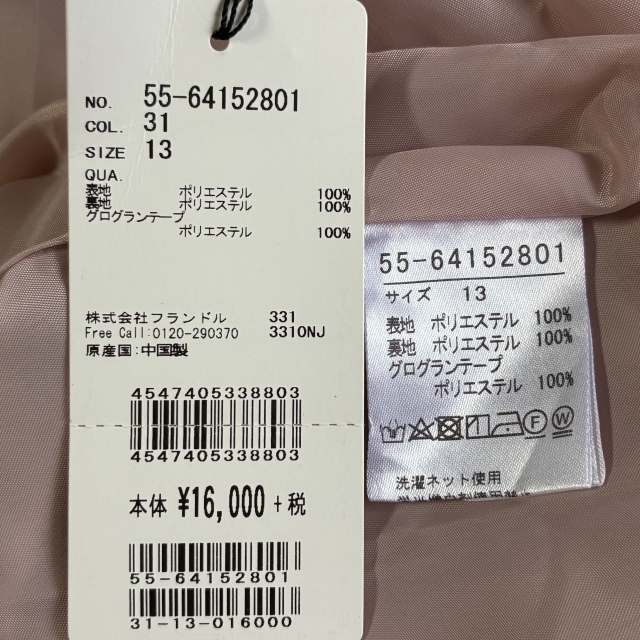 NO. 55-64152801
COL. 31
SIZE 13
QUA.
表地 ポリエステル 100%
裏地 ポリエステル 100%
グログランテープ
ポリエステル 100%
株式会社フランドル 331
Free Call:0120-290370 3310NJ
原産国:中国製
4547405338803
4547405338803
本体 ¥16,000 +税
55-64152801
31-13-016000
55-64152801
サイズ 13
表地 ポリエステル 100%
裏地 ポリエステル 100%
グログランテープ
ポリエステル 100%
F W
洗濯ネット使用